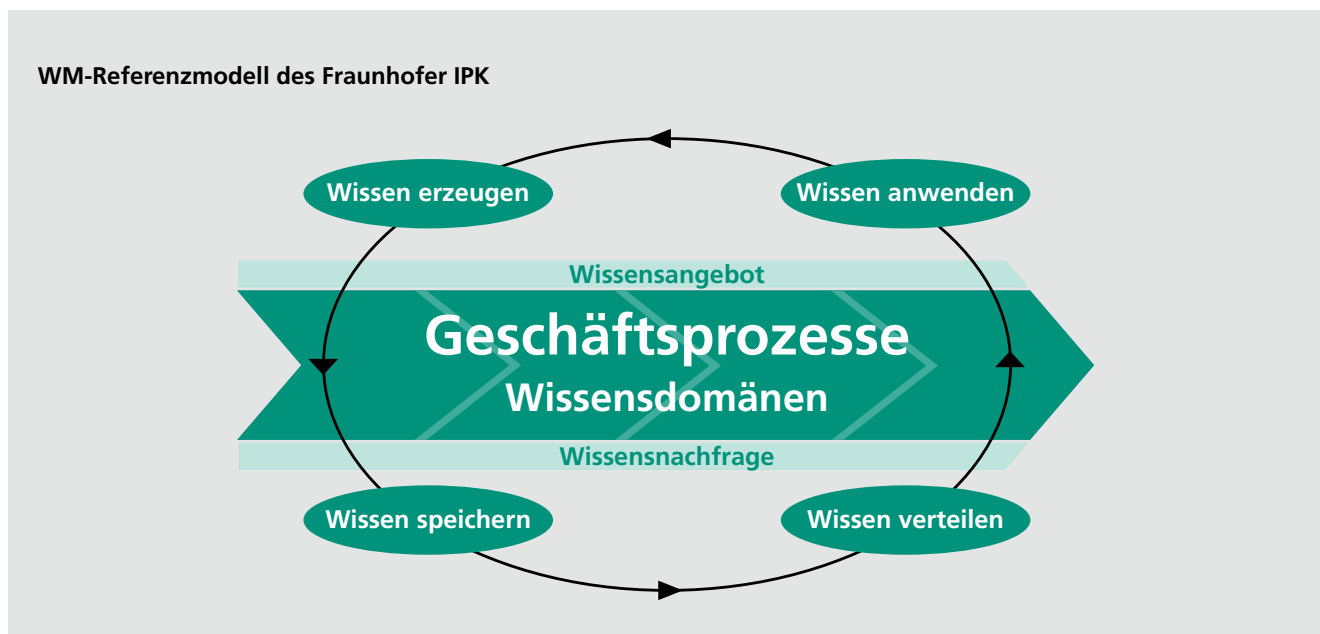 WM-Referenzmodell des Fraunhofer IPK
Wissen erzeugen
Wissen anwenden
Wissensangebot
Geschäftsprozesse
Wissensdomänen
Wissensnachfrage
Wissen speichern
Wissen verteilen